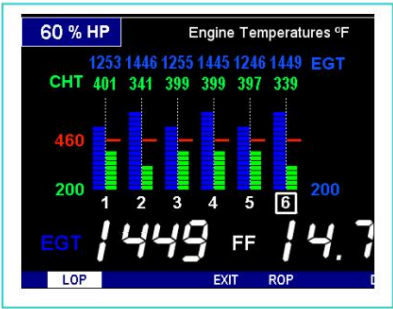 60 % HP Engine Temperatures ºF
1253 1446 1255 1445 1246 1449 EGT
CHT 401 341 399 399 397 339
460
200 200
1 2 3 4 5 6
EGT 1449 FF 14.7
LOP EXIT ROP